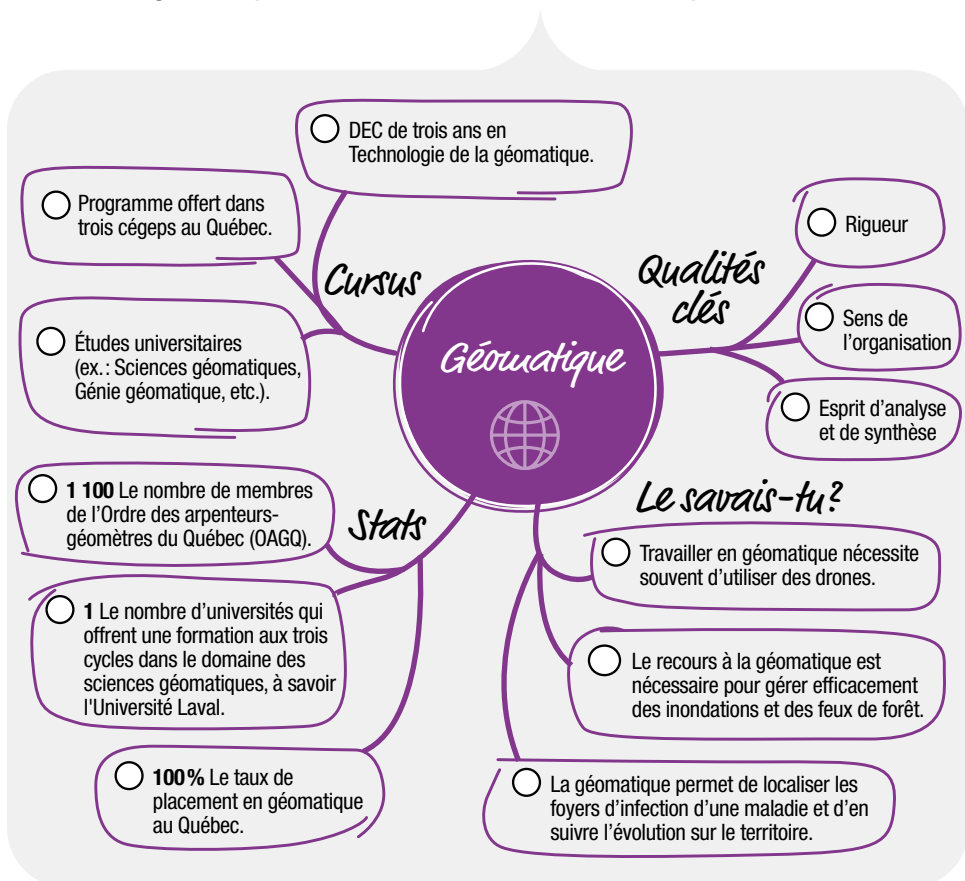 DEC de trois ans en
Technologie de la géomatique.
Programme offert dans
trois cégeps au Québec.
Études universitaires
(ex.: Sciences géomatiques,
Génie géomatique, etc.).
Cursus
Géomatique
Qualités
clés
Rigueur
Sens de
l'organisation
Esprit d'analyse
et de synthèse
Stats
1 100 Le nombre de membres
de l'Ordre des arpenteurs-
géomètres du Québec (OAGQ).
1 Le nombre d'universités qui
offrent une formation aux trois
cycles dans le domaine des
sciences géomatiques, à savoir
l'Université Laval.
100 % Le taux de
placement en géomatique
au Québec.
Le savais-tu?
Travailler en géomatique nécessite
souvent d'utiliser des drones.
Le recours à la géomatique est
nécessaire pour gérer efficacement
des inondations et des feux de forêt.
La géomatique permet de localiser les
foyers d'infection d'une maladie et d'en
suivre l'évolution sur le territoire.